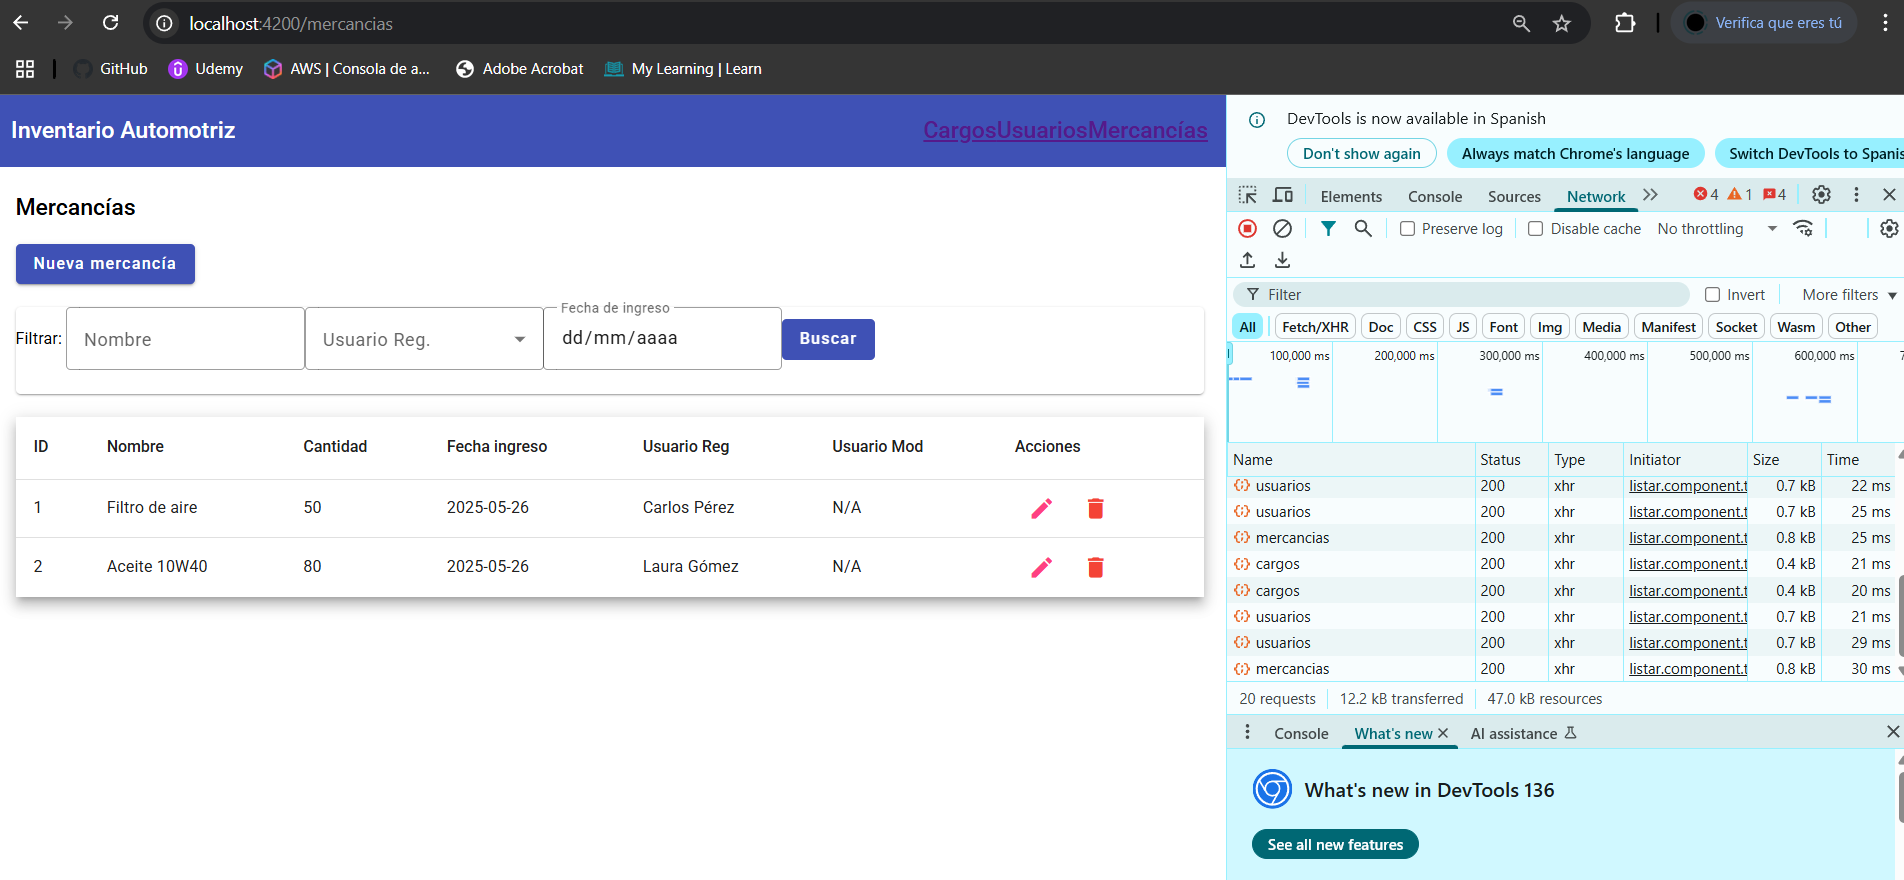 localhost:4200/mercancias
Verifica que eres tú
GitHub
Udemy
AWS | Consola de a...
Adobe Acrobat
My Learning | Learn
Inventario Automotriz
CargosUsuariosMercancías
Mercancías
Nueva mercancía
Filtrar:
Nombre
Usuario Reg.
Fecha de ingreso
dd/mm/aaaa
Buscar
ID Nombre Cantidad Fecha ingreso Usuario Reg Usuario Mod Acciones
1 Filtro de aire 50 2025-05-26 Carlos Pérez N/A
2 Aceite 10W40 80 2025-05-26 Laura Gómez N/A
DevTools is now available in Spanish
Don't show again
Always match Chrome's language
Switch DevTools to Spanis
Elements Console Sources Network 4 1 4
Preserve log Disable cache No throttling
Filter Invert More filters
All Fetch/XHR Doc CSS JS Font Img Media Manifest Socket Wasm Other
100,000 ms 200,000 ms 300,000 ms 400,000 ms 500,000 ms 600,000 ms 7
Name Status Type Initiator Size Time
usuarios 200 xhr listar.component.t 0.7 kB 22 ms
usuarios 200 xhr listar.component.t 0.7 kB 25 ms
mercancias 200 xhr listar.component.t 0.8 kB 25 ms
cargos 200 xhr listar.component.t 0.4 kB 21 ms
cargos 200 xhr listar.component.t 0.4 kB 20 ms
usuarios 200 xhr listar.component.t 0.7 kB 21 ms
usuarios 200 xhr listar.component.t 0.7 kB 29 ms
mercancias 200 xhr listar.component.t 0.8 kB 30 ms
20 requests 12.2 kB transferred 47.0 kB resources
Console What's new AI assistance
What's new in DevTools 136
See all new features